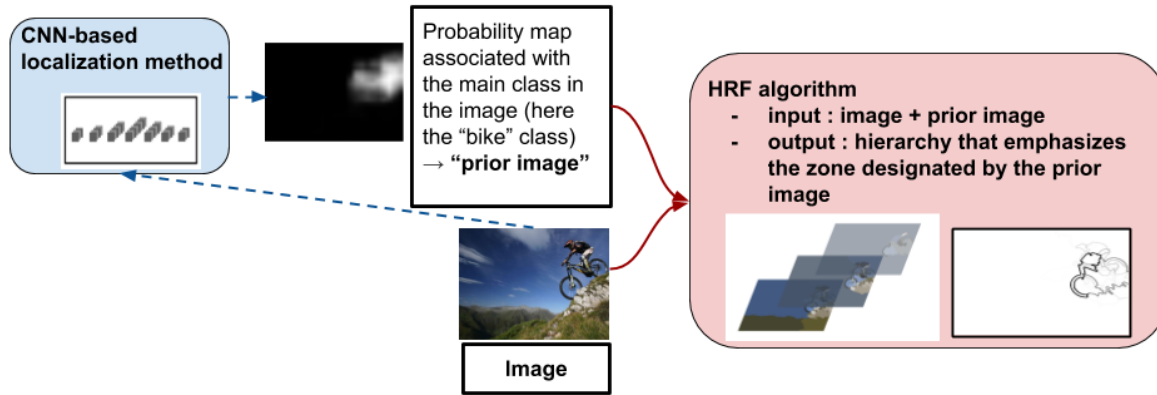 CNN-based
localization method
Probability map
associated with
the main class in
the image (here
the “bike” class)
→ “prior image”
Image
HRF algorithm
- input : image + prior image
- output : hierarchy that emphasizes
the zone designated by the prior
image